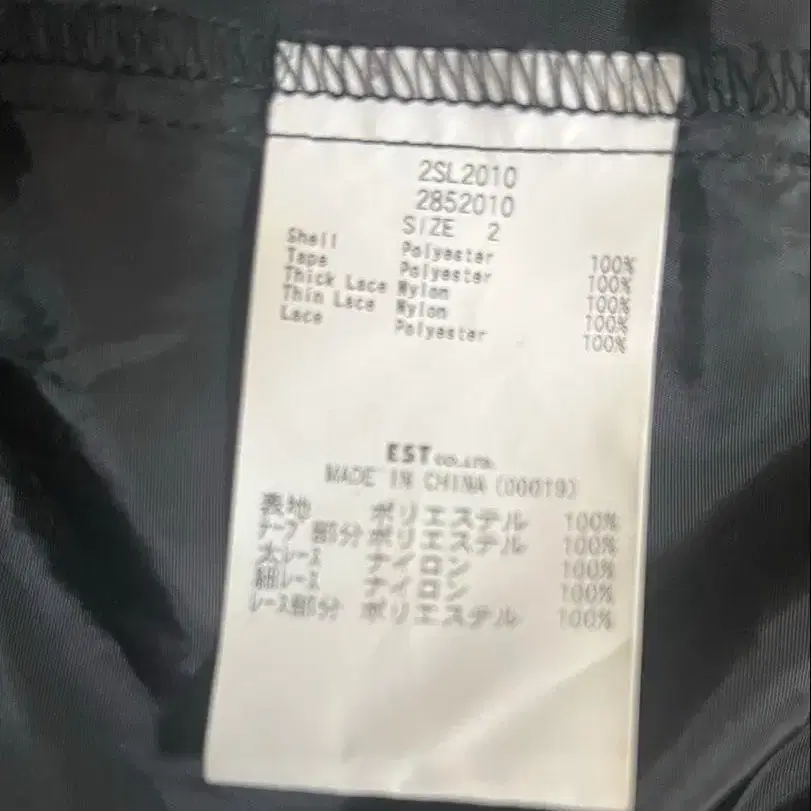 2SL2010
2852010
SIZE 2
Shell Polyester 100%
Tape Polyester 100%
Thick Lace Nylon 100%
Thin Lace Nylon 100%
Lace Polyester 100%
EST CO.,LTD.
MADE IN CHINA (00019)
表地 ポリエステル 100%
テープ部分 ポリエステル 100%
太レース ナイロン 100%
細レース ナイロン 100%
レース部分 ポリエステル 100%